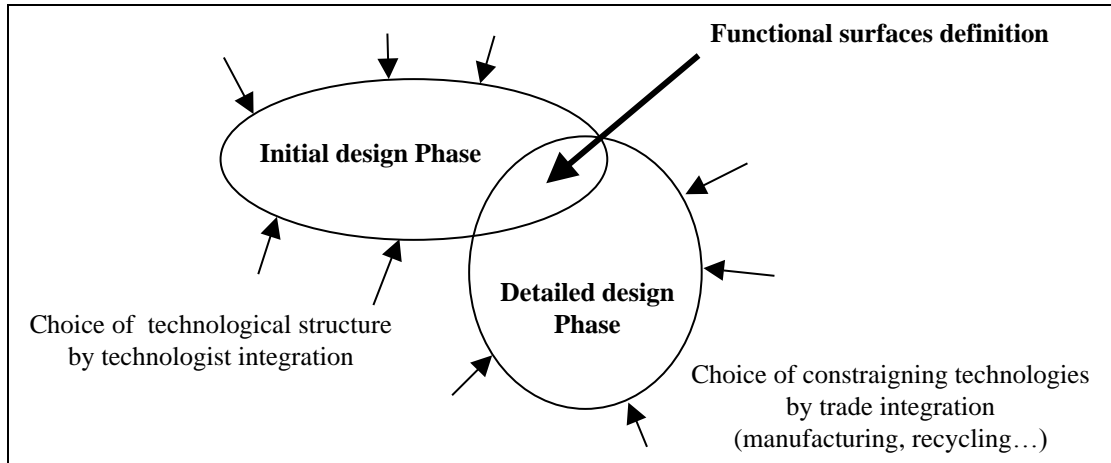 Functional surfaces definition
Initial design Phase
Detailed design
Phase
Choice of technological structure
by technologist integration
Choice of constraigning technologies
by trade integration
(manufacturing, recycling…)